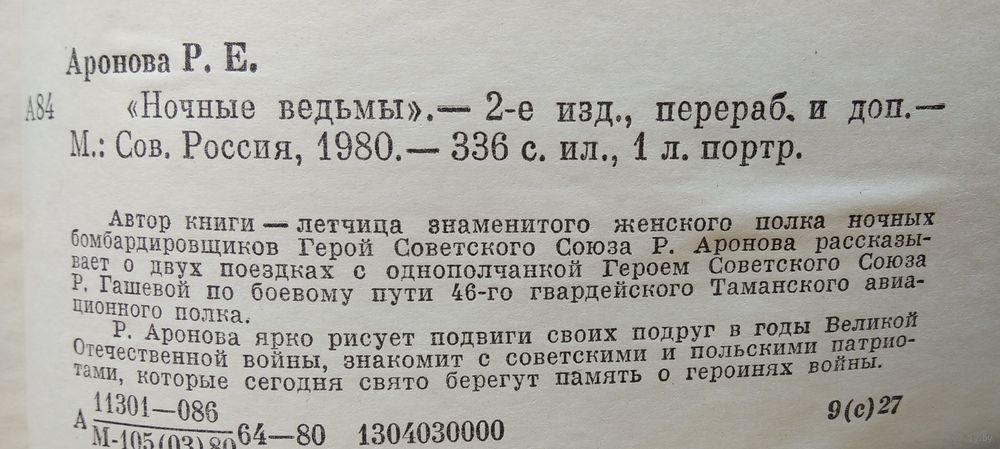 Аронова Р. Е.
А84 «Ночные ведьмы».— 2-е изд., перераб. и доп.—
М.: Сов. Россия, 1980.— 336 с. ил., 1 л. портр.
Автор книги — летчица знаменитого женского полка ночных
бомбардировщиков Герой Советского Союза Р. Аронова рассказы-
вает о двух поездках с однополчанкой Героем Советского Союза
Р. Гашевой по боевому пути 46-го гвардейского Таманского авиа-
ционного полка.
Р. Аронова ярко рисует подвиги своих подруг в годы Великой
Отечественной войны, знакомит с советскими и польскими патрио-
тами, которые сегодня свято берегут память о героинях войны.
А 11301—086
М-105(03)80 64—80 1304030000
9(с)27